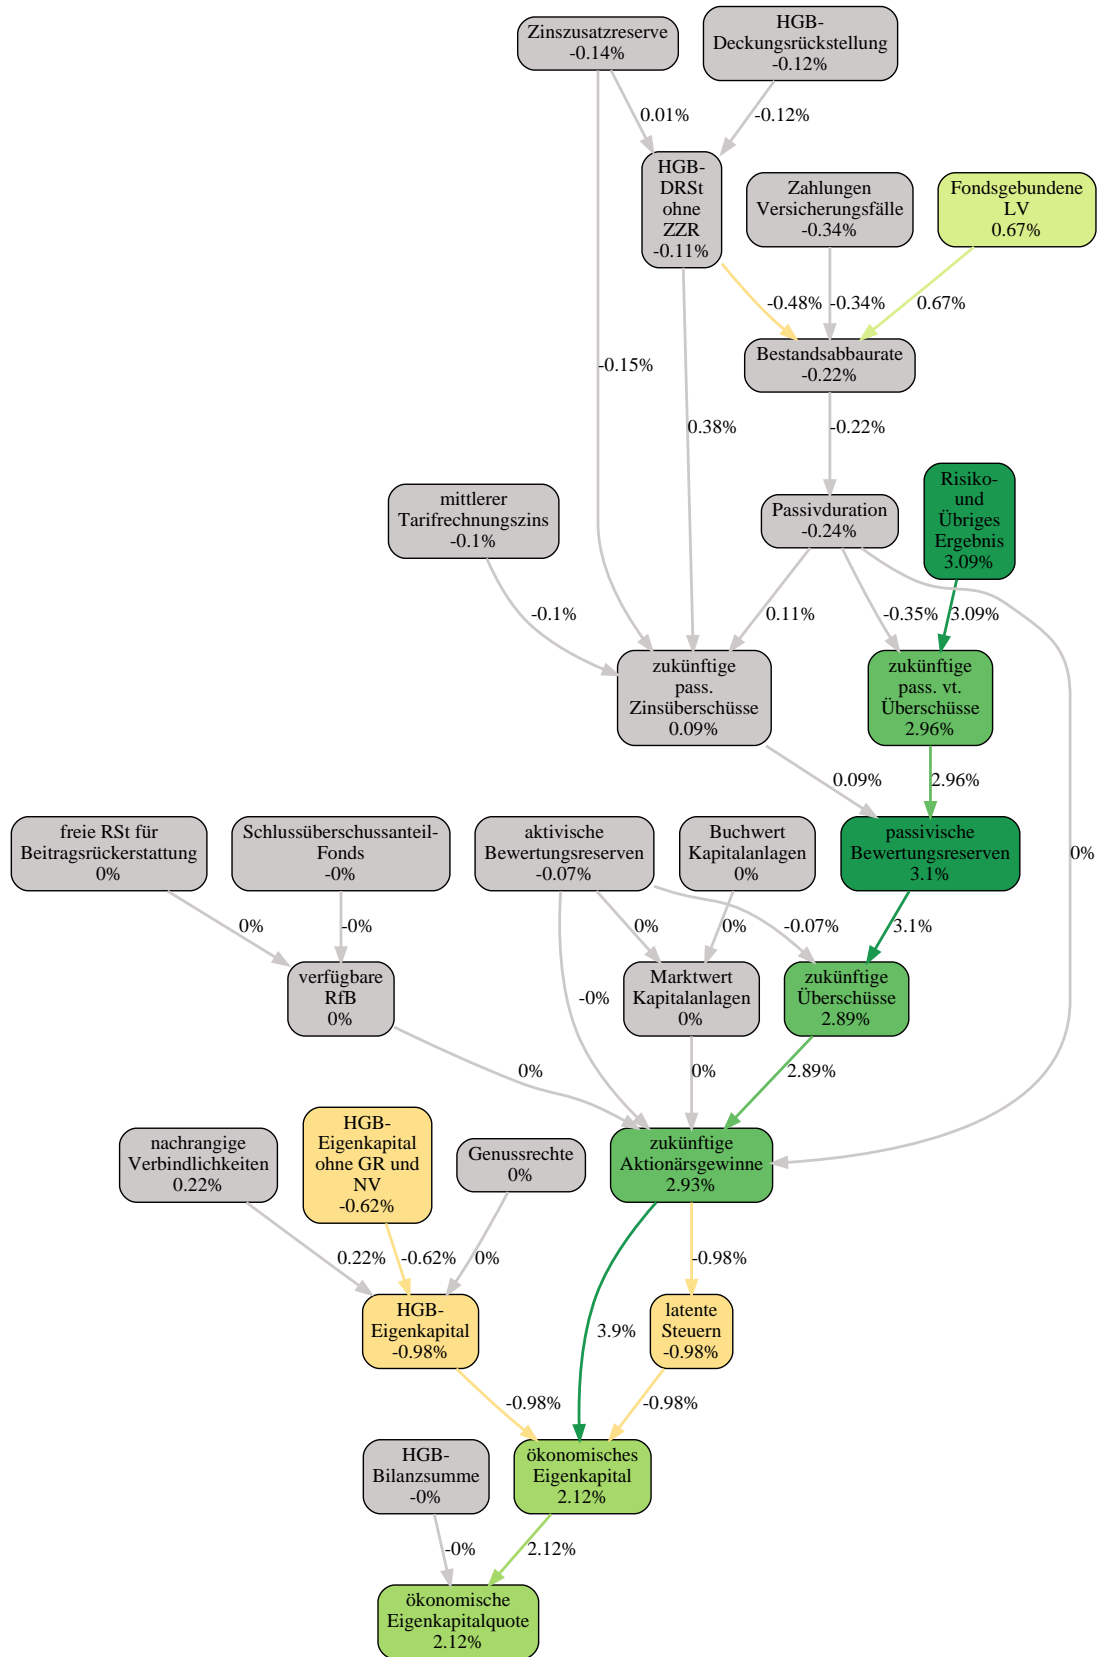 Zinszusatzreserve
-0.14%
HGB-
Deckungsrückstellung
-0.12%
0.01%
-0.12%
HGB-
DRSt
ohne
ZZR
-0.11%
Zahlungen
Versicherungsfälle
-0.34%
Fondsgebundene
LV
0.67%
-0.48%
-0.34%
0.67%
Bestandsabbaurate
-0.22%
-0.15%
0.38%
-0.22%
mittlerer
Tarifrechnungszins
-0.1%
Passivduration
-0.24%
Risiko-
und
Übriges
Ergebnis
3.09%
-0.1%
0.11%
-0.35%
3.09%
zukünftige
pass.
Zinsüberschüsse
0.09%
zukünftige
pass. vt.
Überschüsse
2.96%
0.09%
2.96%
freie RSt für
Beitragsrückerstattung
0%
Schlussüberschussanteil-
Fonds
-0%
aktivische
Bewertungsreserven
-0.07%
Buchwert
Kapitalanlagen
0%
passivische
Bewertungsreserven
3.1%
0%
0%
-0%
0%
0%
-0.07%
3.1%
verfügbare
RfB
0%
-0%
Marktwert
Kapitalanlagen
0%
zukünftige
Überschüsse
2.89%
0%
0%
2.89%
nachrangige
Verbindlichkeiten
0.22%
HGB-
Eigenkapital
ohne GR und
NV
-0.62%
Genussrechte
0%
zukünftige
Aktionärsgewinne
2.93%
0.22%
-0.62%
0%
-0.98%
HGB-
Eigenkapital
-0.98%
3.9%
latente
Steuern
-0.98%
-0.98%
-0.98%
HGB-
Bilanzsumme
-0%
ökonomisches
Eigenkapital
2.12%
-0%
2.12%
ökonomische
Eigenkapitalquote
2.12%